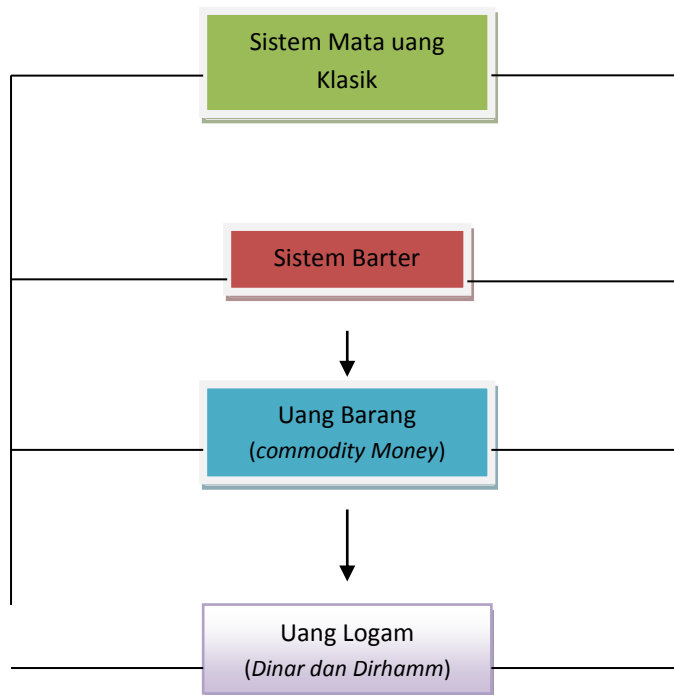 Sistem Mata uang
Klasik
Sistem Barter
Uang Barang
(commodity Money)
Uang Logam
(Dinar dan Dirhamm)